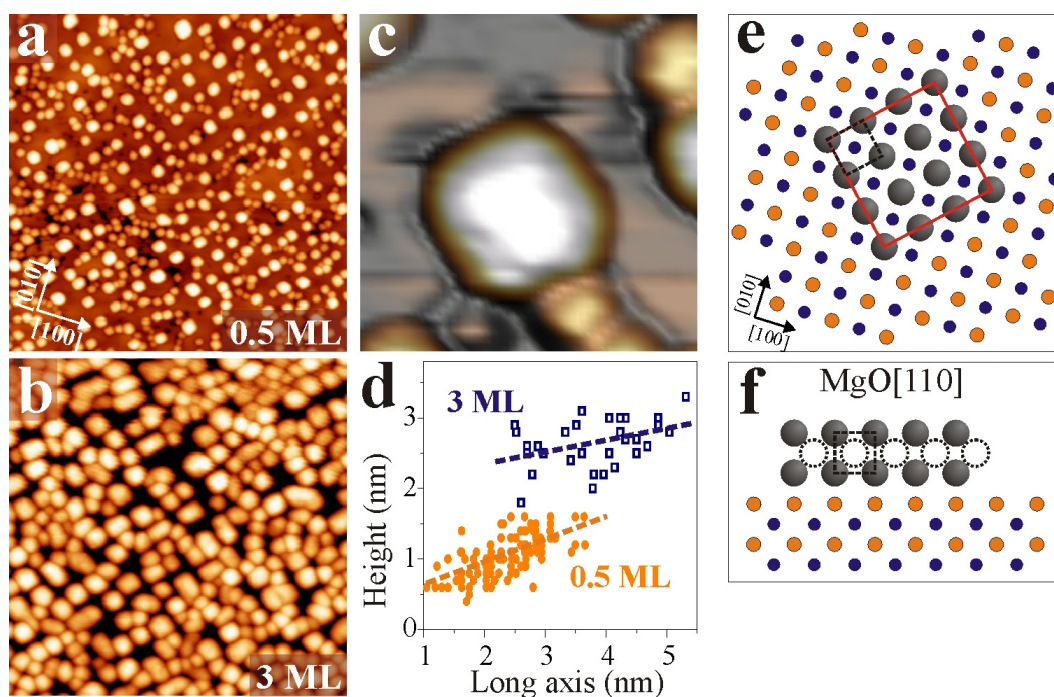 a
[010]
[100]
0.5 ML
b
3 ML
c
d
3 ML
0.5 ML
Height (nm)
3
2
1
0
1 2 3 4 5
Long axis (nm)
e
[010]
[100]
f
MgO[110]